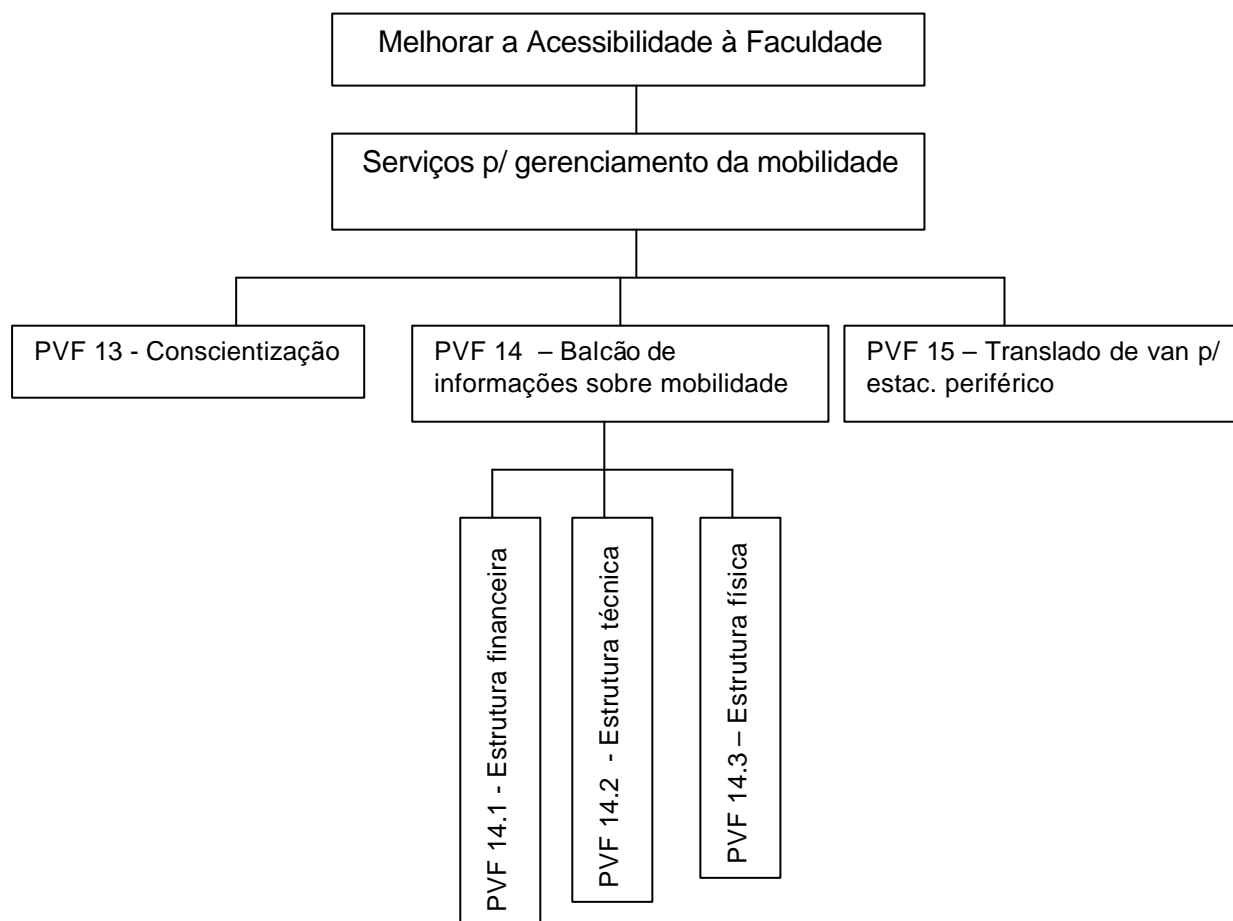 Melhorar a Acessibilidade à Faculdade
Serviços p/ gerenciamento da mobilidade
PVF 13 - Conscientização
PVF 14 – Balcão de
informações sobre mobilidade
PVF 15 – Translado de van p/
estac. periférico
PVF 14.1 - Estrutura financeira
PVF 14.2 - Estrutura técnica
PVF 14.3 – Estrutura física